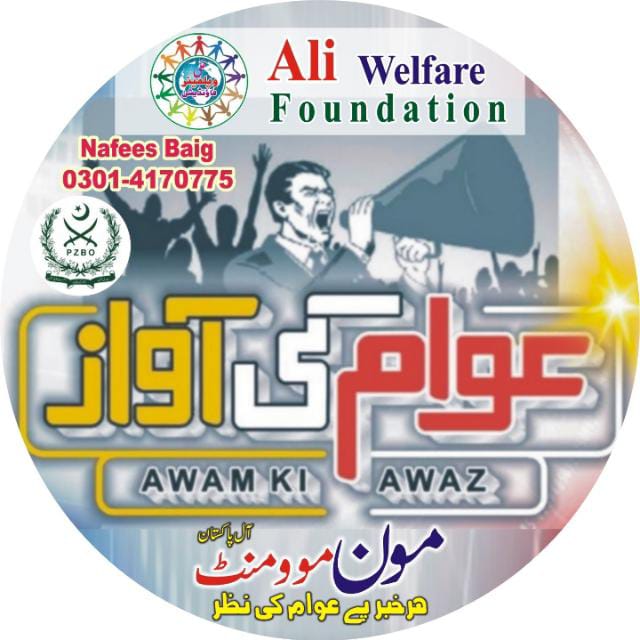 Ali Welfare
Foundation
Nafees Baig
0301-4170775
PZBO
عوام کی آواز
AWAM KI AWAZ
آل پاکستان
مون موومنٹ
ہر خبر پے عوام کی نظر